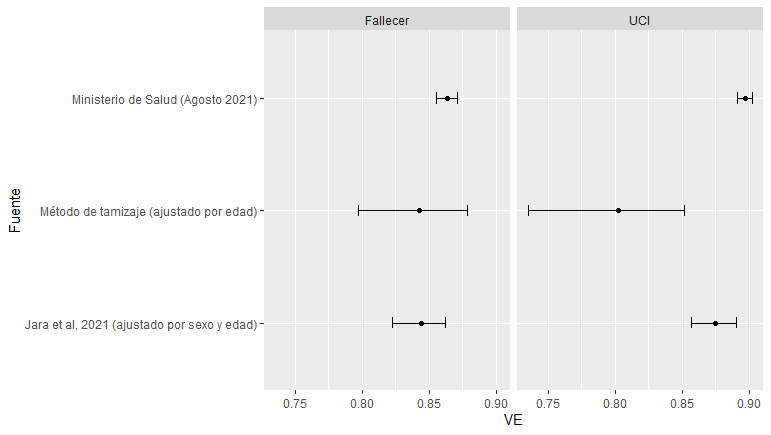 Fallecer
UCI
Fuente
Ministerio de Salud (Agosto 2021)
Método de tamizaje (ajustado por edad)
Jara et al, 2021 (ajustado por sexo y edad)
0.75 0.80 0.85 0.90
0.75 0.80 0.85 0.90
VE